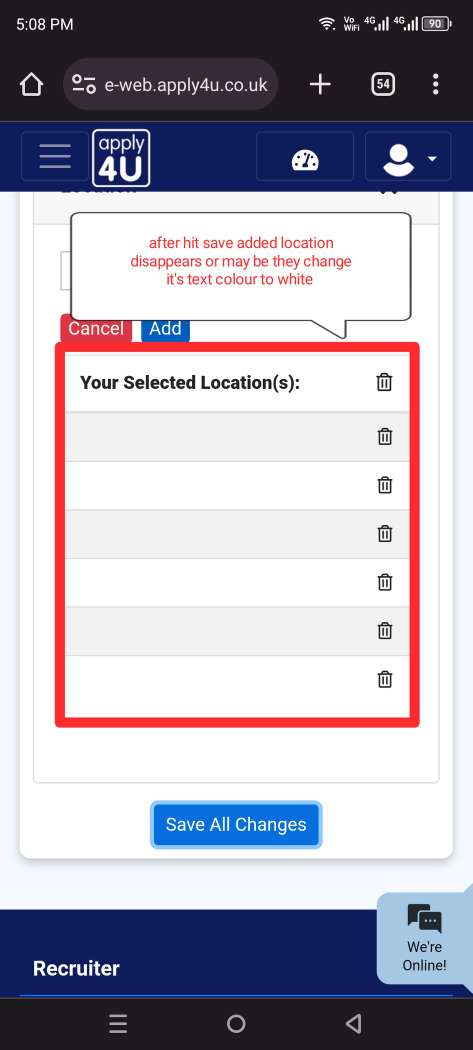 5:08 PM
Vo WiFi 4G 4G 90
e-web.apply4u.co.uk
54
apply
4U
after hit save added location
disappears or may be they change
it's text colour to white
Cancel Add
Your Selected Location(s):
Save All Changes
We're
Online!
Recruiter